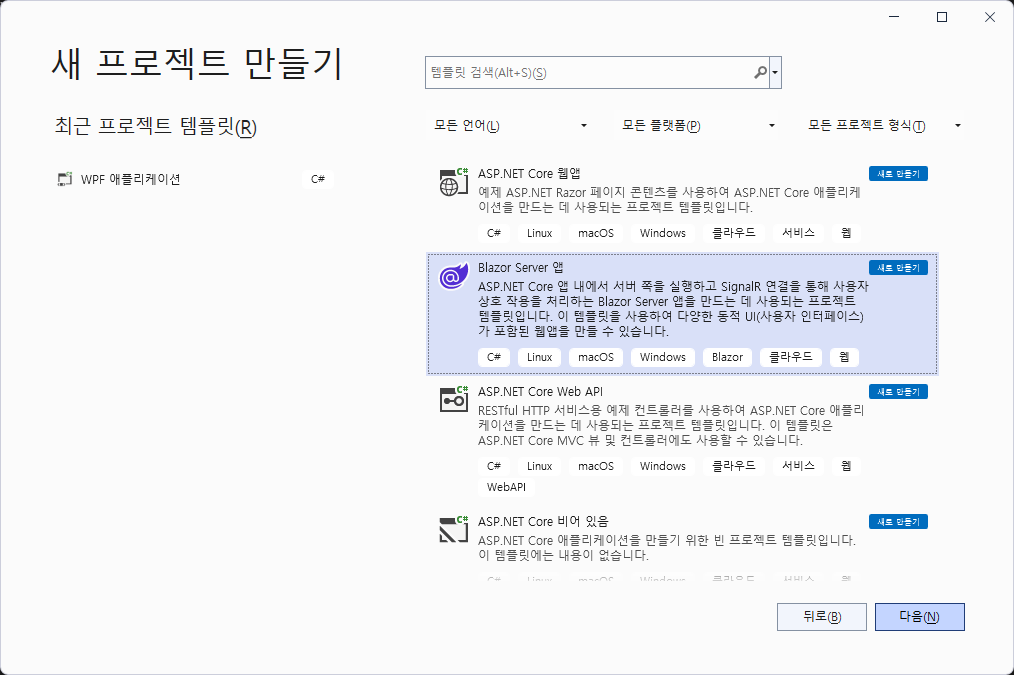 새 프로젝트 만들기
템플릿 검색(Alt+S)(S)
최근 프로젝트 템플릿(R)
모든 언어(L)
모든 플랫폼(P)
모든 프로젝트 형식(T)
WPF 애플리케이션
C#
ASP.NET Core 웹앱
새로 만들기
예제 ASP.NET Razor 페이지 콘텐츠를 사용하여 ASP.NET Core 애플리케
이션을 만드는 데 사용되는 프로젝트 템플릿입니다.
C# Linux macOS Windows 클라우드 서비스 웹
Blazor Server 앱
새로 만들기
ASP.NET Core 앱 내에서 서버 쪽을 실행하고 SignalR 연결을 통해 사용자
상호 작용을 처리하는 Blazor Server 앱을 만드는 데 사용되는 프로젝트
템플릿입니다. 이 템플릿을 사용하여 다양한 동적 UI(사용자 인터페이스)
가 포함된 웹앱을 만들 수 있습니다.
C# Linux macOS Windows Blazor 클라우드 웹
ASP.NET Core Web API
새로 만들기
RESTful HTTP 서비스용 예제 컨트롤러를 사용하여 ASP.NET Core 애플리
케이션을 만드는 데 사용되는 프로젝트 템플릿입니다. 이 템플릿은
ASP.NET Core MVC 뷰 및 컨트롤러에도 사용할 수 있습니다.
C# Linux macOS Windows 클라우드 서비스 웹
WebAPI
ASP.NET Core 비어 있음
새로 만들기
ASP.NET Core 애플리케이션을 만들기 위한 빈 프로젝트 템플릿입니다.
이 템플릿에는 내용이 없습니다.
C# Linux macOS Windows 클라우드 서비스 웹
뒤로(B)
다음(N)